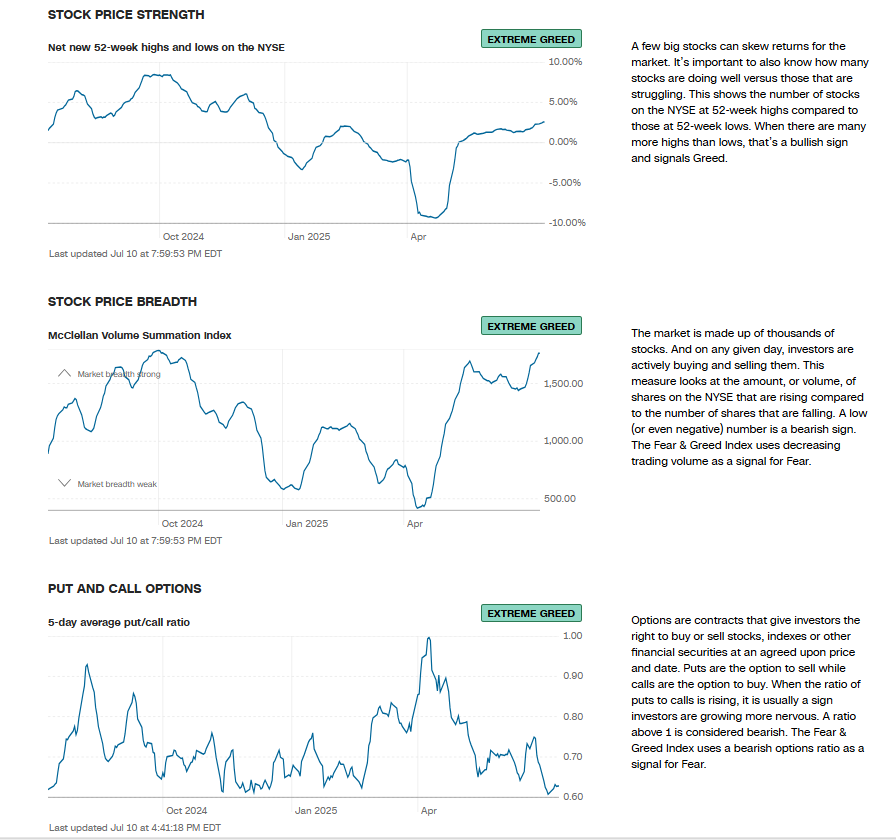 STOCK PRICE STRENGTH
Net new 52-week highs and lows on the NYSE
EXTREME GREED
10.00%
5.00%
0.00%
-5.00%
-10.00%
Oct 2024
Jan 2025
Apr
Last updated Jul 10 at 7:59:53 PM EDT
A few big stocks can skew returns for the
market. It's important to also know how many
stocks are doing well versus those that are
struggling. This shows the number of stocks
on the NYSE at 52-week highs compared to
those at 52-week lows. When there are many
more highs than lows, that's a bullish sign
and signals Greed.
STOCK PRICE BREADTH
McClellan Volume Summation Index
EXTREME GREED
Market breadth strong
Market breadth weak
1,500.00
1,000.00
500.00
Oct 2024
Jan 2025
Apr
Last updated Jul 10 at 7:59:53 PM EDT
The market is made up of thousands of
stocks. And on any given day, investors are
actively buying and selling them. This
measure looks at the amount, or volume, of
shares on the NYSE that are rising compared
to the number of shares that are falling. A low
(or even negative) number is a bearish sign.
The Fear & Greed Index uses decreasing
trading volume as a signal for Fear.
PUT AND CALL OPTIONS
5-day average put/call ratio
EXTREME GREED
1.00
0.90
0.80
0.70
0.60
Oct 2024
Jan 2025
Apr
Last updated Jul 10 at 4:41:18 PM EDT
Options are contracts that give investors the
right to buy or sell stocks, indexes or other
financial securities at an agreed upon price
and date. Puts are the option to sell while
calls are the option to buy. When the ratio of
puts to calls is rising, it is usually a sign
investors are growing more nervous. A ratio
above 1 is considered bearish. The Fear &
Greed Index uses a bearish options ratio as a
signal for Fear.